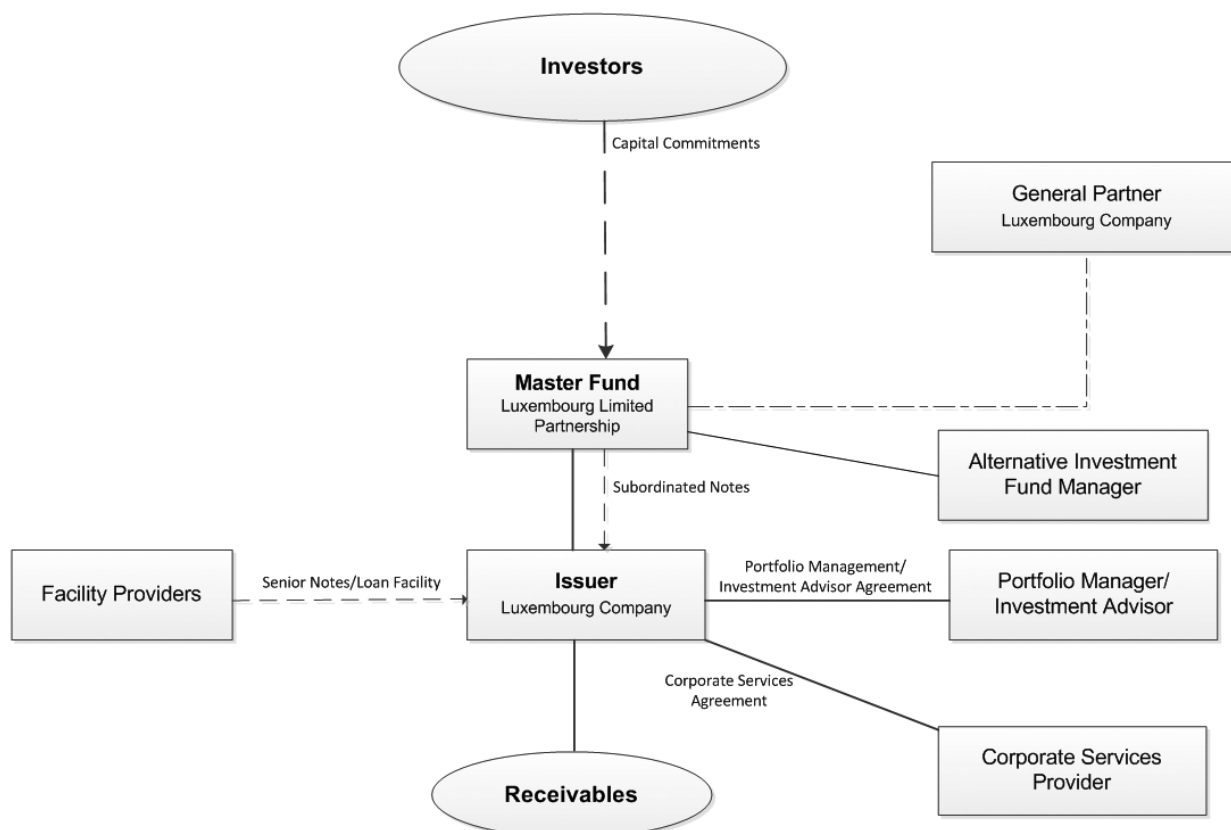 Investors
Capital Commitments
General Partner
Luxembourg Company
Master Fund
Luxembourg Limited
Partnership
Alternative Investment
Fund Manager
Subordinated Notes
Facility Providers
Senior Notes/Loan Facility
Issuer
Luxembourg Company
Portfolio Management/
Investment Advisor Agreement
Portfolio Manager/
Investment Advisor
Corporate Services
Agreement
Corporate Services
Provider
Receivables